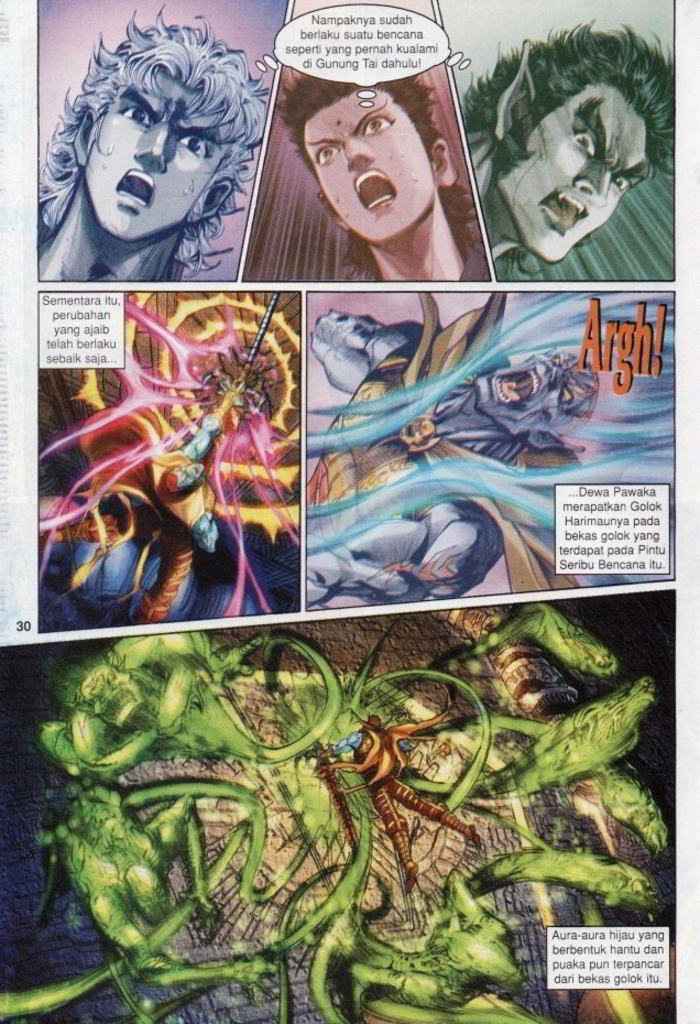 Nampaknya sudah
berlaku suatu bencana
seperti yang pernah kualami
di Gunung Tai dahulu!
Sementara itu,
perubahan
yang ajaib
telah berlaku
sebaik saja...
Argh!
...Dewa Pawaka
merapatkan Golok
Harimaunya pada
bekas golok yang
terdapat pada Pintu
Seribu Bencana itu.
30
Aura-aura hijau yang
berbentuk hantu dan
puaka pun terpancar
dari bekas golok itu.